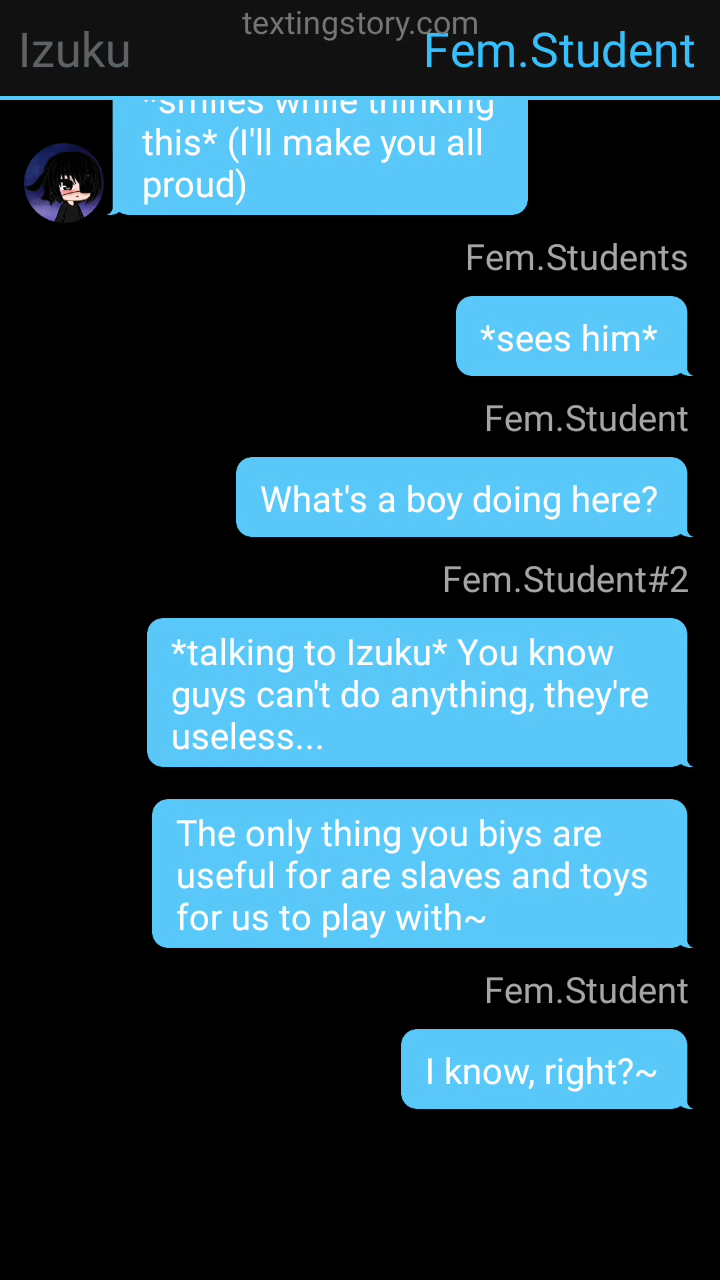 textingstory.com
Izuku
Fem.Student
*smiles while thinking
this* (I'll make you all
proud)
Fem.Students
*sees him*
Fem.Student
What's a boy doing here?
Fem.Student#2
*talking to Izuku* You know
guys can't do anything, they're
useless...
The only thing you biys are
useful for are slaves and toys
for us to play with~
Fem.Student
I know, right?~